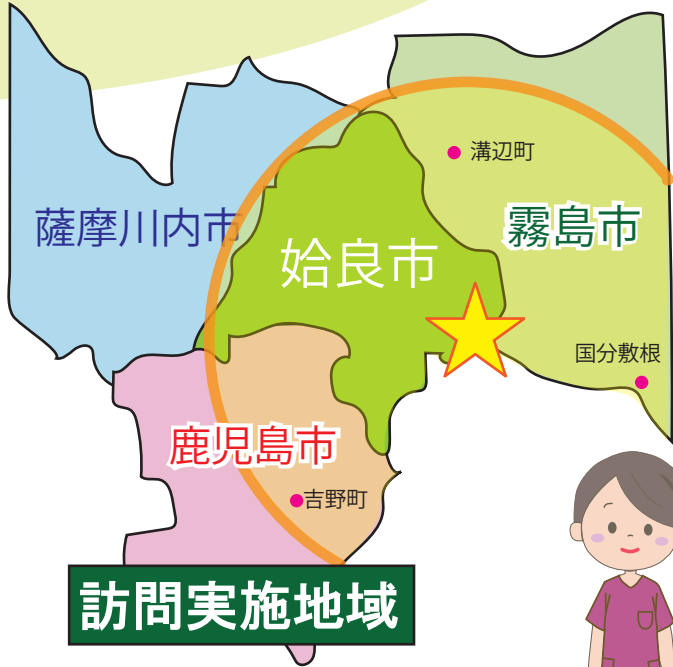 溝辺町
薩摩川内市
霧島市
姶良市
国分敷根
鹿児島市
吉野町
訪問実施地域